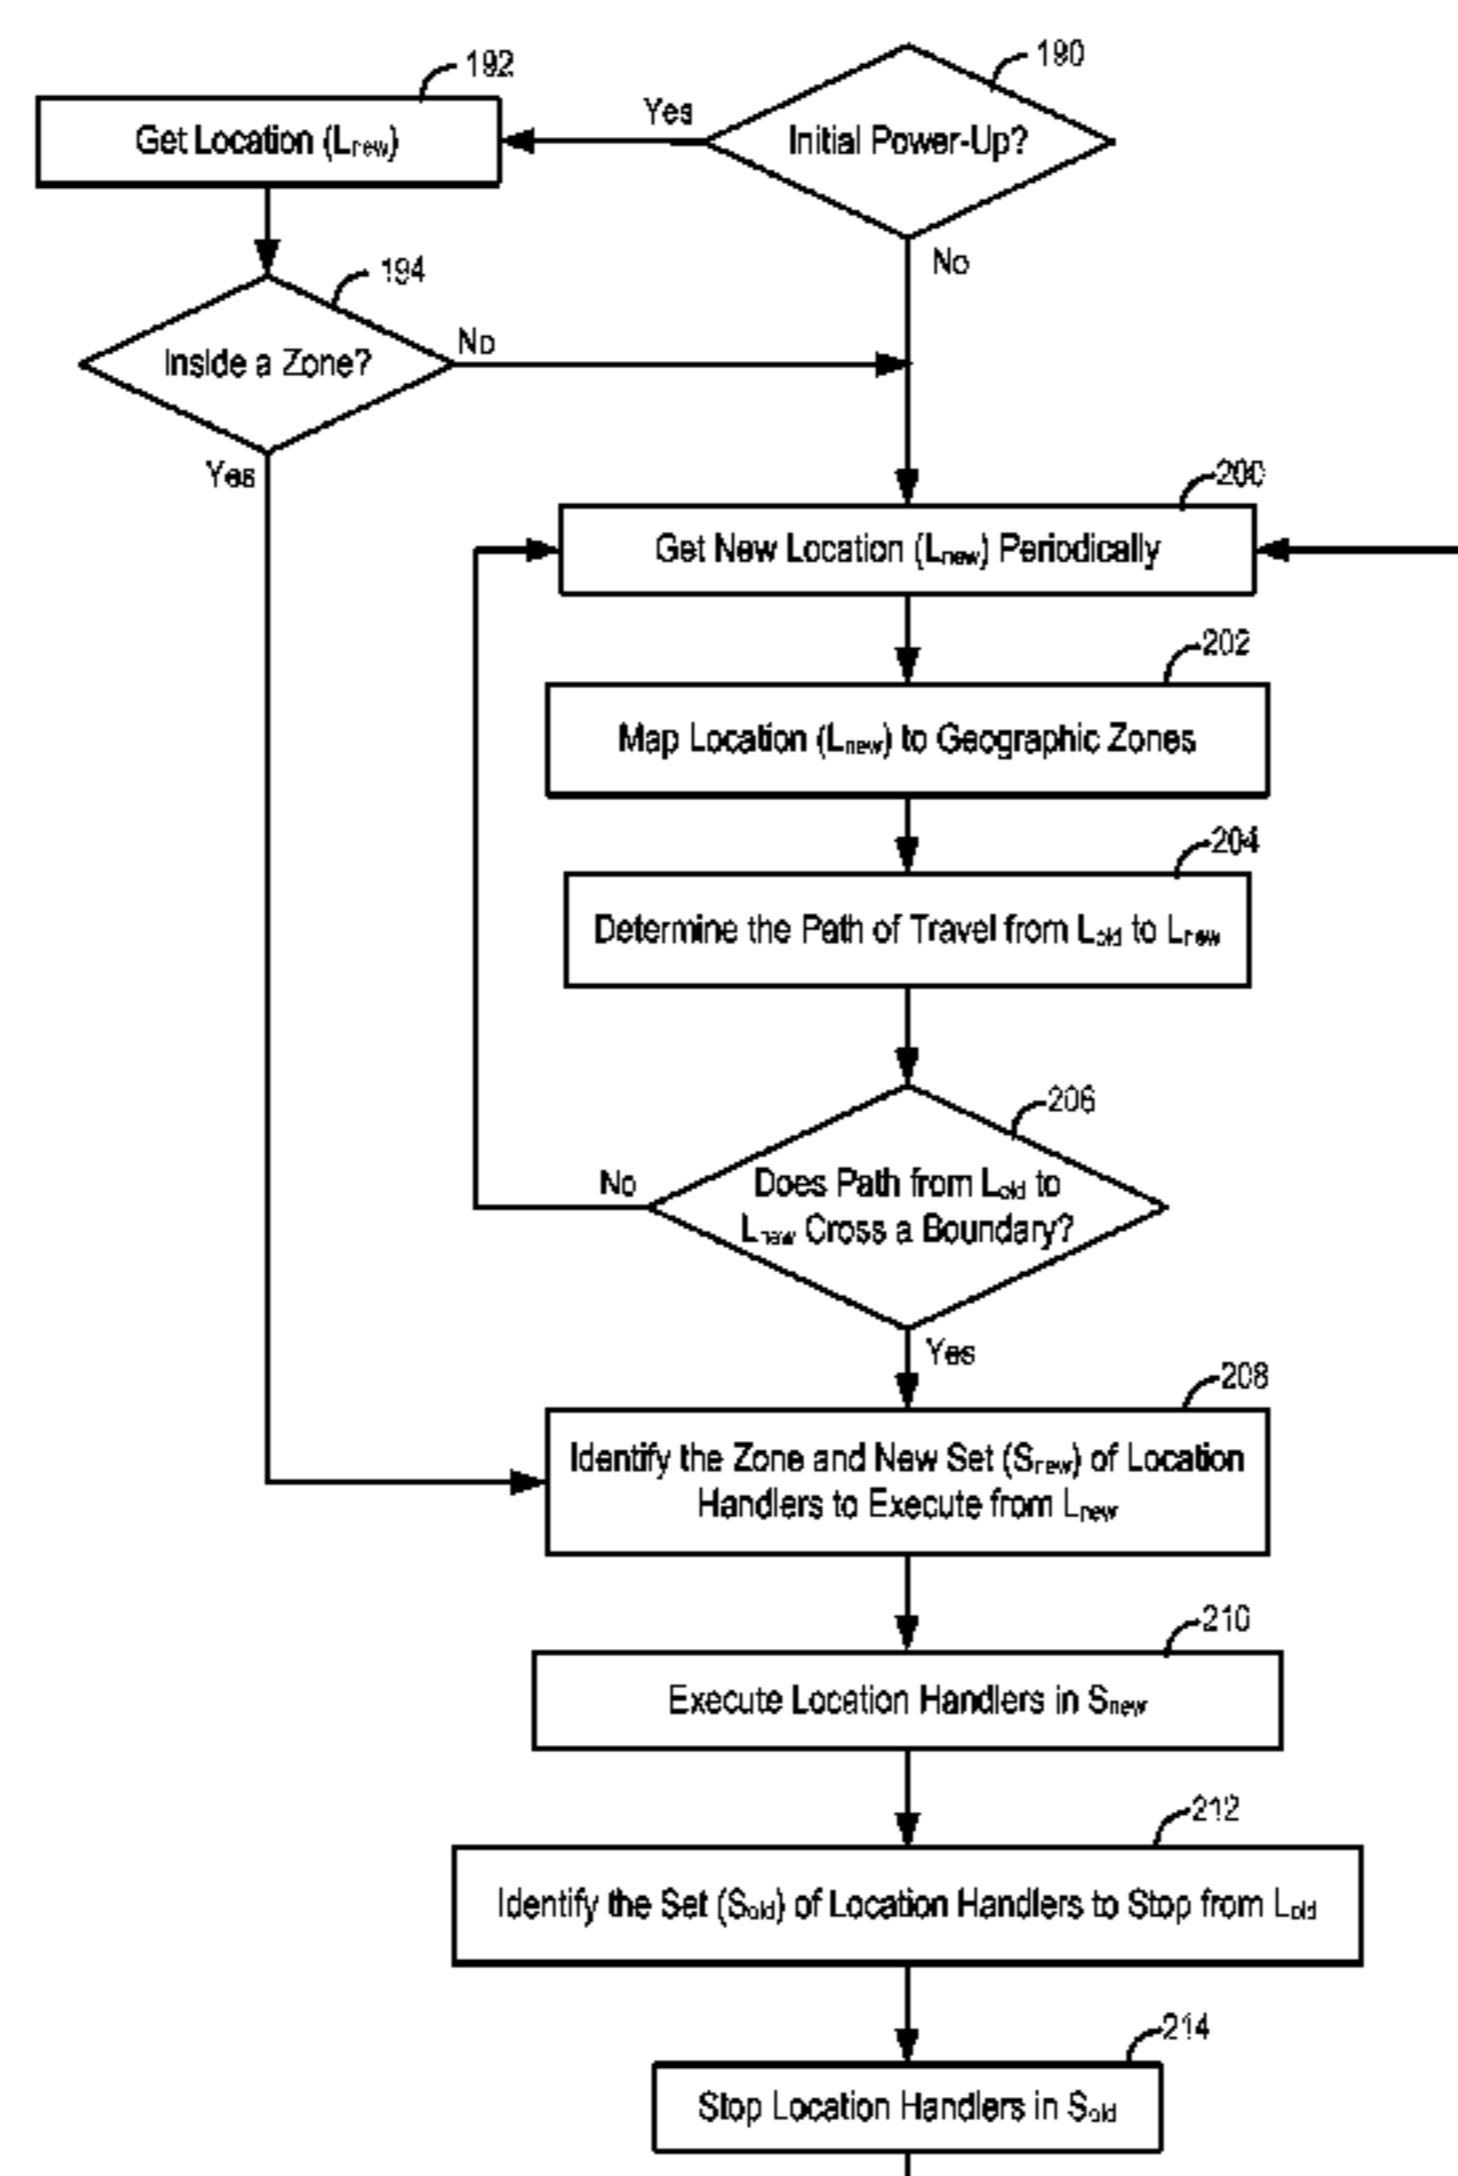 192
190
Get Location (Lnew)
Yes
Initial Power-Up?
No
194
Inside a Zone?
No
Yes
200
Get New Location (Lnew) Periodically
202
Map Location (Lnew) to Geographic Zones
204
Determine the Path of Travel from Lold to Lnew
206
No
Does Path from Lold to
Lnew Cross a Boundary?
Yes
208
Identify the Zone and New Set (Snew) of Location
Handlers to Execute from Lnew
210
Execute Location Handlers in Snew
212
Identify the Set (Sold) of Location Handlers to Stop from Lold
214
Stop Location Handlers in Sold